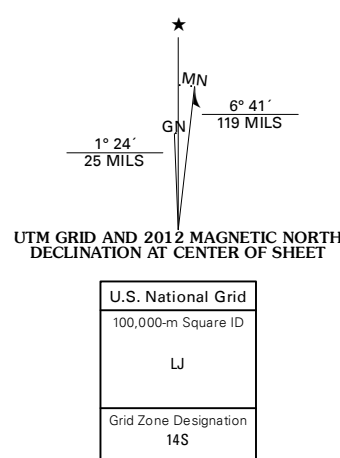 ★
MN
GN
6° 41´
119 MILS
1° 24´
25 MILS
UTM GRID AND 2012 MAGNETIC NORTH
DECLINATION AT CENTER OF SHEET
U.S. National Grid
100,000-m Square ID
LJ
Grid Zone Designation
14S